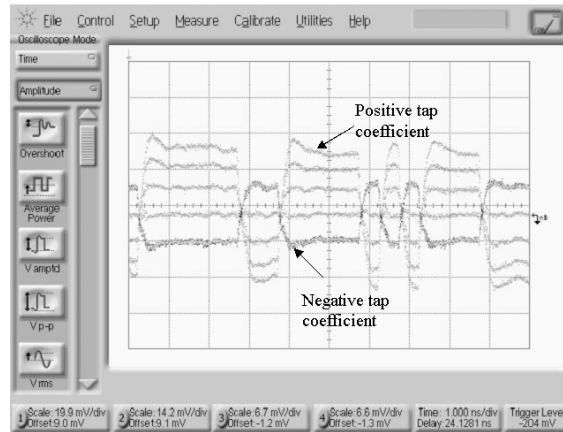 File Control Setup Measure Calibrate Utilities Help
Oscilloscope Mode
Time
Amplitude
Overshoot
Average
Power
V amptd
V p-p
V rms
Positive tap
coefficient
Negative tap
coefficient
1 Scale: 19.9 mV/div
Offset:9.0 mV
2 Scale: 14.2 mV/div
Offset:9.1 mV
3 Scale: 6.7 mV/div
Offset:-1.2 mV
4 Scale: 6.6 mV/div
Offset:-1.3 mV
Time: 1.000 ns/div
Delay:24.1281 ns
Trigger Level
-204 mV